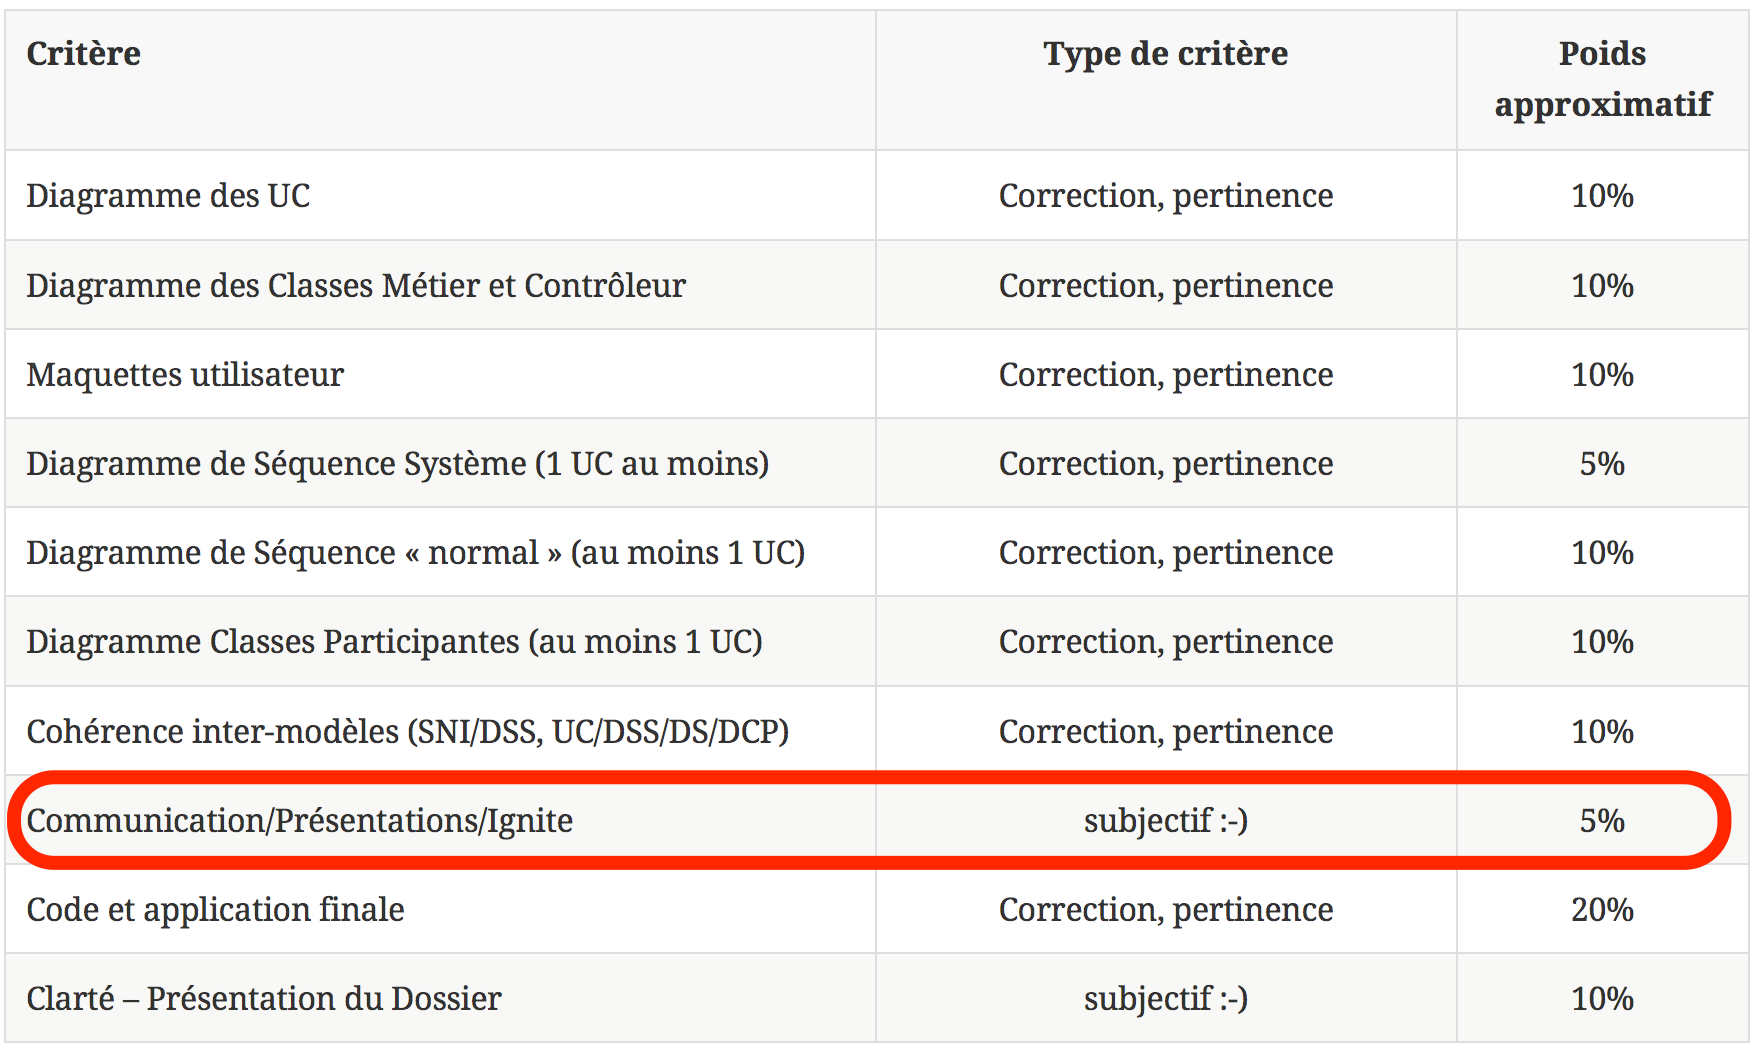 Critère Type de critère Poids
approximatif
Diagramme des UC Correction, pertinence 10%
Diagramme des Classes Métier et Contrôleur Correction, pertinence 10%
Maquettes utilisateur Correction, pertinence 10%
Diagramme de Séquence Système (1 UC au moins) Correction, pertinence 5%
Diagramme de Séquence « normal » (au moins 1 UC) Correction, pertinence 10%
Diagramme Classes Participantes (au moins 1 UC) Correction, pertinence 10%
Cohérence inter-modèles (SNI/DSS, UC/DSS/DS/DCP) Correction, pertinence 10%
Communication/Présentations/Ignite subjectif :-) 5%
Code et application finale Correction, pertinence 20%
Clarté – Présentation du Dossier subjectif :-) 10%